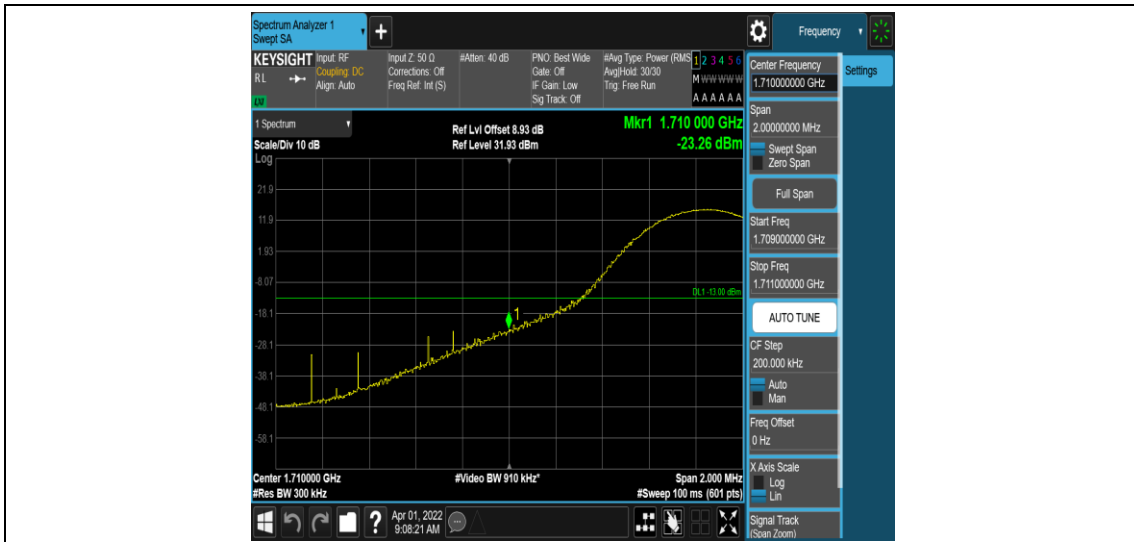 Spectrum Analyzer 1
Swept SA
+
Frequency
KEYSIGHT
Input: RF
Coupling: DC
Align: Auto
RL
LXI
Input Z: 50 Ω
Corrections: Off
Freq Ref: Int (S)
#Atten: 40 dB
PNO: Best Wide
Gate: Off
IF Gain: Low
Sig Track: Off
#Avg Type: Power (RMS
Avg|Hold: 30/30
Trig: Free Run
1 2 3 4 5 6
M W W W W W
A A A A A A
1 Spectrum
Scale/Div 10 dB
Log
Ref Lvl Offset 8.93 dB
Ref Level 31.93 dBm
Mkr1 1.710 000 GHz
-23.26 dBm
21.9
11.9
1.93
-8.07
-18.1
-28.1
-38.1
-48.1
-58.1
DL1 -13.00 dBm
1
Center 1.710000 GHz
#Res BW 300 kHz
#Video BW 910 kHz*
Span 2.000 MHz
#Sweep 100 ms (601 pts)
?
Apr 01, 2022
9:08:21 AM
Center Frequency
1.710000000 GHz
Settings
Span
2.00000000 MHz
Swept Span
Zero Span
Full Span
Start Freq
1.709000000 GHz
Stop Freq
1.711000000 GHz
AUTO TUNE
CF Step
200.000 kHz
Auto
Man
Freq Offset
0 Hz
X Axis Scale
Log
Lin
Signal Track
(Span Zoom)